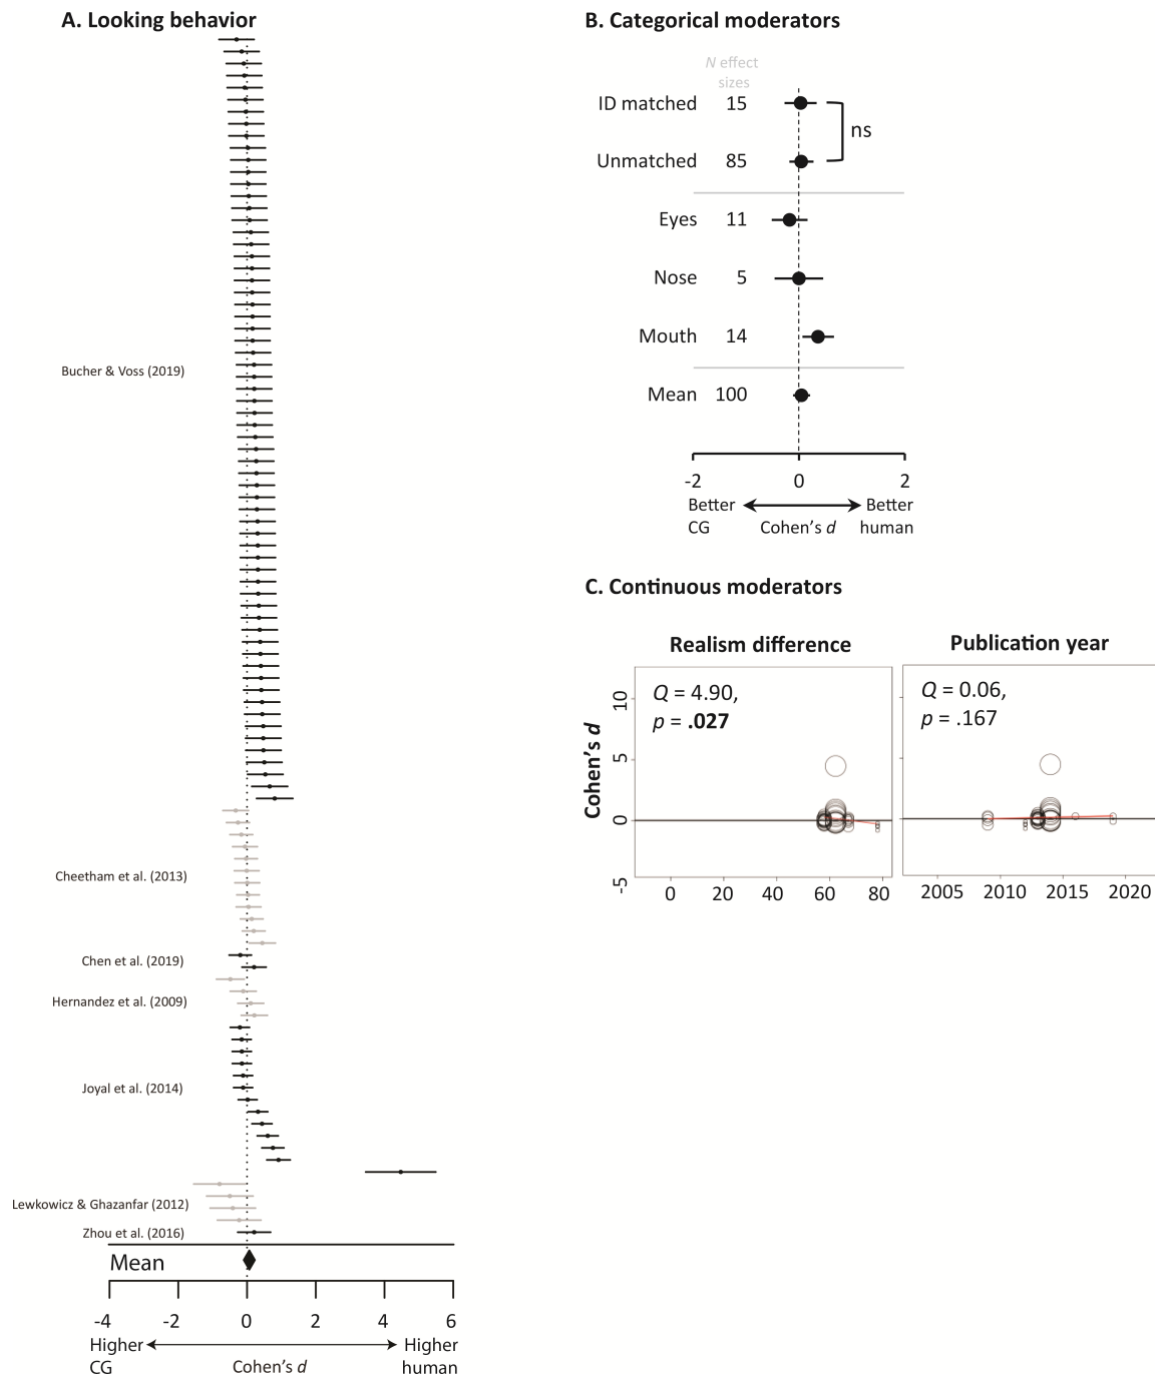 A. Looking behavior
Bucher & Voss (2019)
Cheetham et al. (2013)
Chen et al. (2019)
Hernandez et al. (2009)
Joyal et al. (2014)
Lewkowicz & Ghazanfar (2012)
Zhou et al. (2016)
Mean
-4 -2 0 2 4 6
Higher Higher
CG Cohen's d human
B. Categorical moderators
N effect
sizes
ID matched 15
ns
Unmatched 85
Eyes 11
Nose 5
Mouth 14
Mean 100
-2 0 2
Better Better
CG Cohen's d human
C. Continuous moderators
Realism difference
Q = 4.90,
p = .027
Cohen's d
10
5
0
-5
0 20 40 60 80
Publication year
Q = 0.06,
p = .167
2005 2010 2015 2020